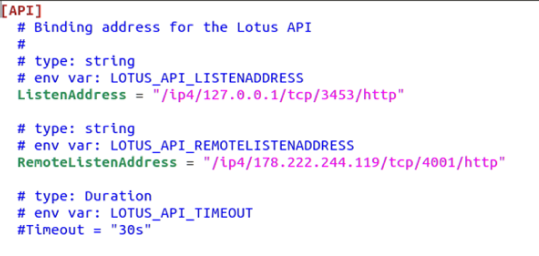 [API]
# Binding address for the Lotus API
#
# type: string
# env var: LOTUS_API_LISTENADDRESS
ListenAddress = "/ip4/127.0.0.1/tcp/3453/http"
# type: string
# env var: LOTUS_API_REMOTELISTENADDRESS
RemoteListenAddress = "/ip4/178.222.244.119/tcp/4001/http"
# type: Duration
# env var: LOTUS_API_TIMEOUT
#Timeout = "30s"